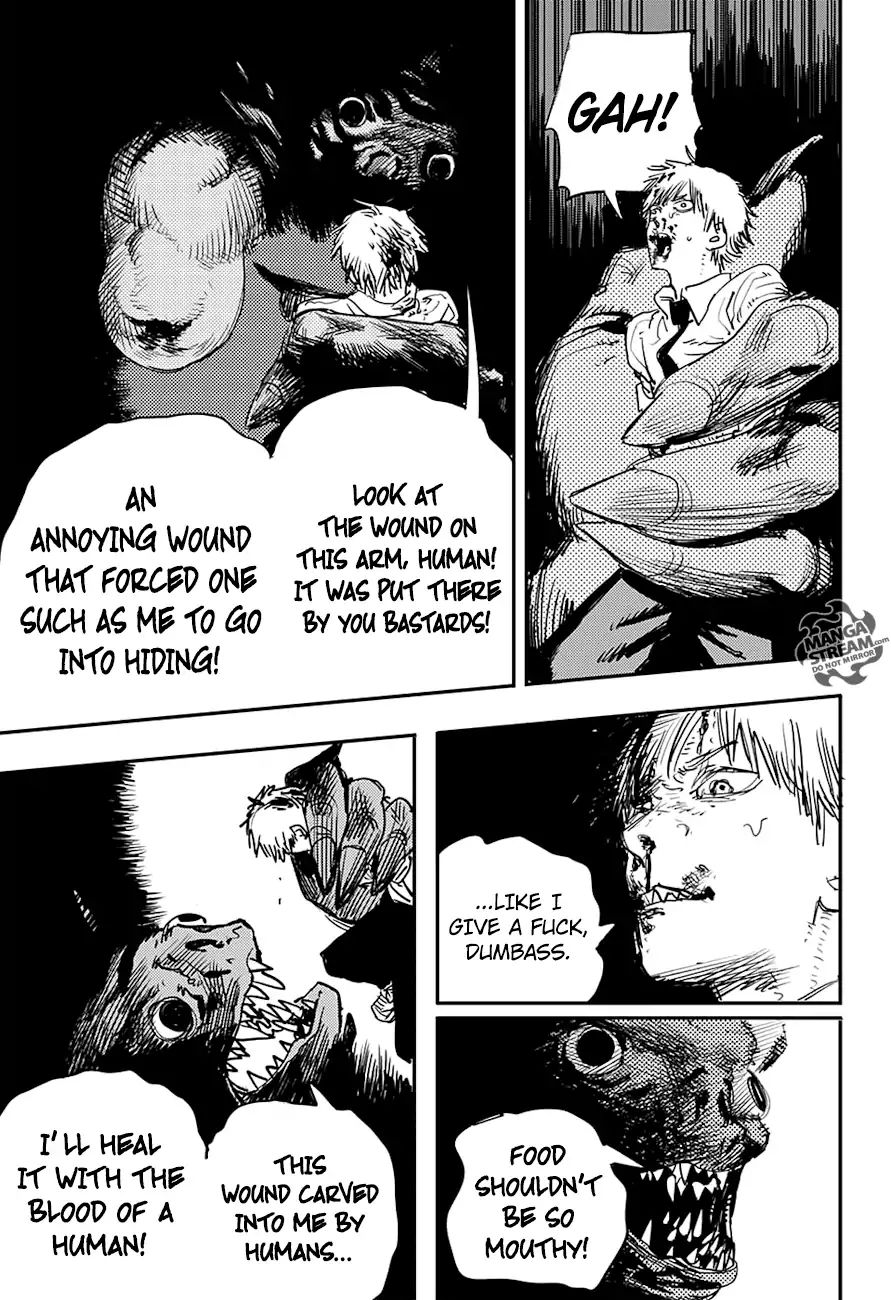 GAH!
LOOK AT
THE WOUND ON
THIS ARM, HUMAN!
IT WAS PUT THERE
BY YOU BASTARDS!
AN
ANNOYING WOUND
THAT FORCED ONE
SUCH AS ME TO GO
INTO HIDING!
MANGA
STREAM.com
DO NOT MIRROR
...LIKE I
GIVE A FUCK,
DUMBASS.
FOOD
SHOULDN'T
BE SO
MOUTHY!
THIS
WOUND CARVED
INTO ME BY
HUMANS...
I'LL HEAL
IT WITH THE
BLOOD OF A
HUMAN!